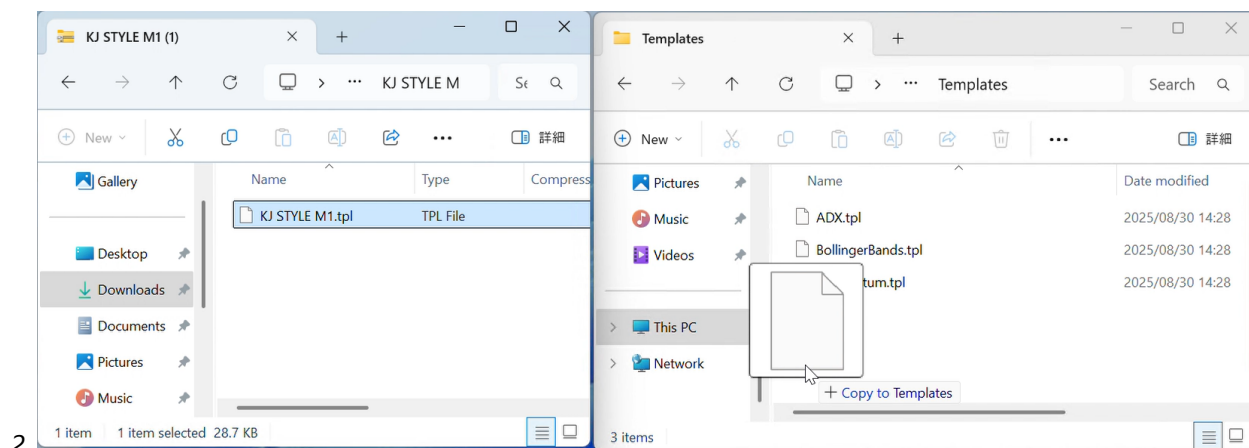 KJ STYLE M1 (1)
KJ STYLE M
Se
New
詳細
Gallery
Desktop
Downloads
Documents
Pictures
Music
Name
Type
Compress
KJ STYLE M1.tpl
TPL File
1 item
1 item selected 28.7 KB
Templates
Templates
Search
New
詳細
Pictures
Music
Videos
This PC
Network
Name
Date modified
ADX.tpl
2025/08/30 14:28
BollingerBands.tpl
2025/08/30 14:28
tum.tpl
2025/08/30 14:28
+ Copy to Templates
3 items